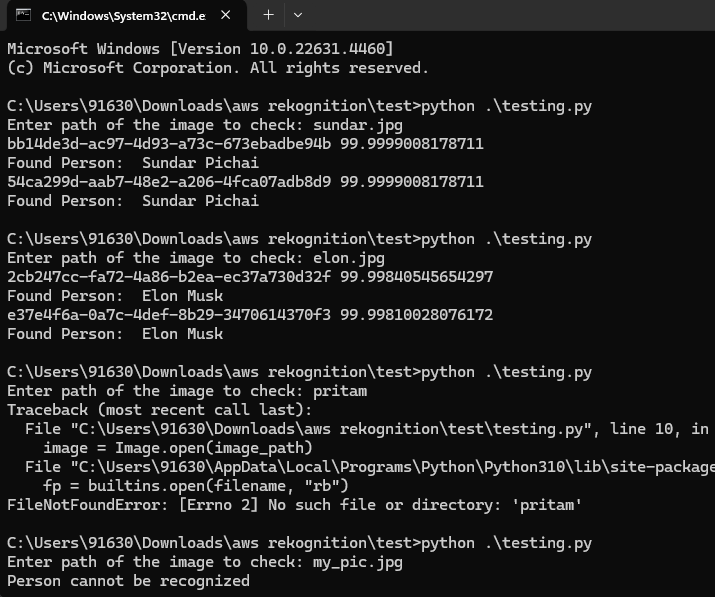 C:\Windows\System32\cmd.e
Microsoft Windows [Version 10.0.22631.4460]
(c) Microsoft Corporation. All rights reserved.
C:\Users\91630\Downloads\aws rekognition\test>python .\testing.py
Enter path of the image to check: sundar.jpg
bb14de3d-ac97-4d93-a73c-673ebadbe94b 99.9999008178711
Found Person:  Sundar Pichai
54ca299d-aab7-48e2-a206-4fca07adb8d9 99.9999008178711
Found Person:  Sundar Pichai
C:\Users\91630\Downloads\aws rekognition\test>python .\testing.py
Enter path of the image to check: elon.jpg
2cb247cc-fa72-4a86-b2ea-ec37a730d32f 99.99840545654297
Found Person:  Elon Musk
e37e4f6a-0a7c-4def-8b29-3470614370f3 99.99810028076172
Found Person:  Elon Musk
C:\Users\91630\Downloads\aws rekognition\test>python .\testing.py
Enter path of the image to check: pritam
Traceback (most recent call last):
  File "C:\Users\91630\Downloads\aws rekognition\test\testing.py", line 10, in
    image = Image.open(image_path)
  File "C:\Users\91630\AppData\Local\Programs\Python\Python310\lib\site-package
    fp = builtins.open(filename, "rb")
FileNotFoundError: [Errno 2] No such file or directory: 'pritam'
C:\Users\91630\Downloads\aws rekognition\test>python .\testing.py
Enter path of the image to check: my_pic.jpg
Person cannot be recognized